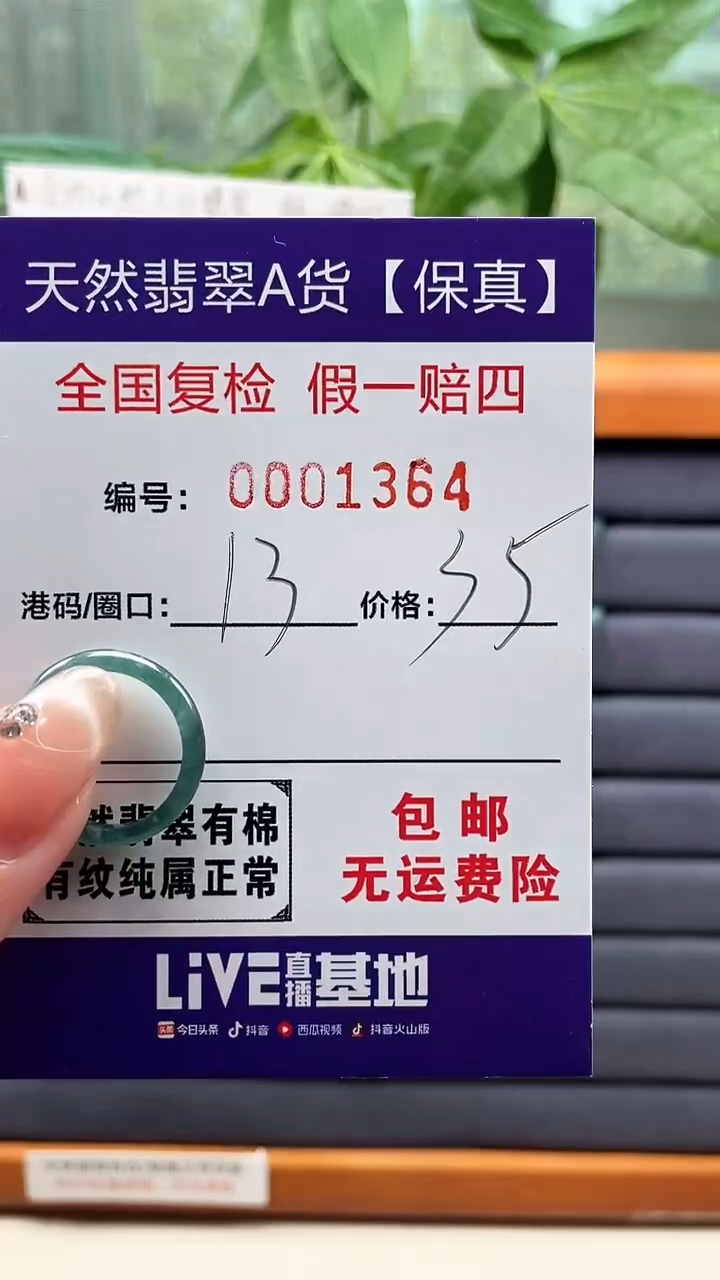 天然翡翠A货【保真】
全国复检 假一赔四
编号：0001364
港码/圈口：13 价格：35
然翡翠有棉
有纹纯属正常
包邮
无运费险
LiVE直播基地
头条 今日头条 抖音 西瓜视频 抖音火山版